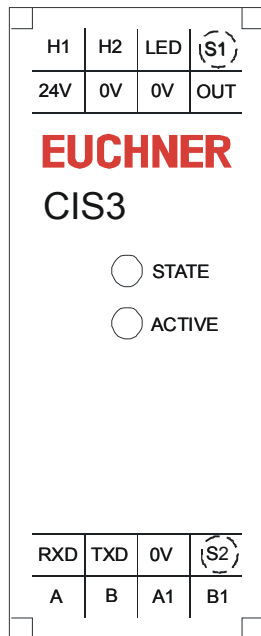 H1 H2 LED S1
24V 0V 0V OUT
EUCHNER
CIS3
STATE
ACTIVE
RXD TXD 0V S2
A B A1 B1